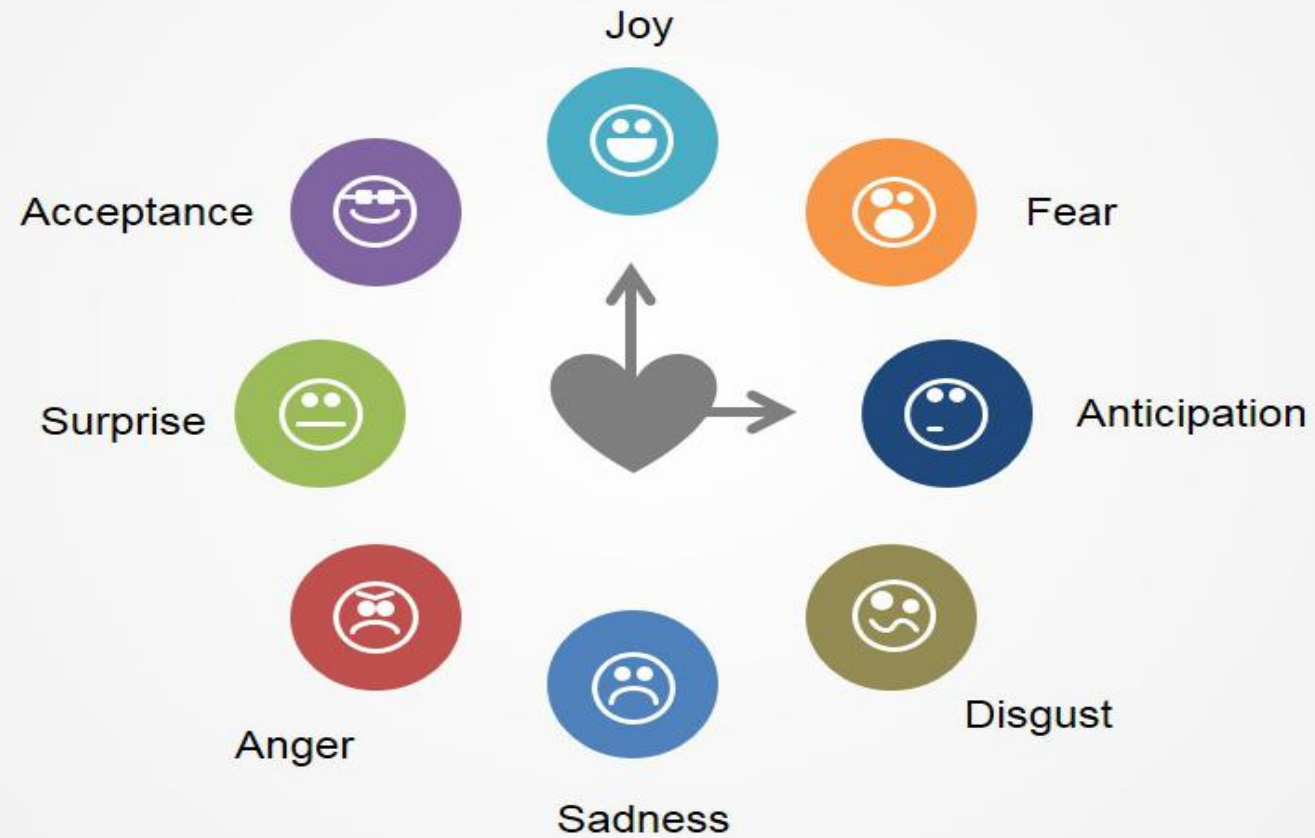 Joy
Acceptance
Fear
Surprise
Anticipation
Anger
Disgust
Sadness